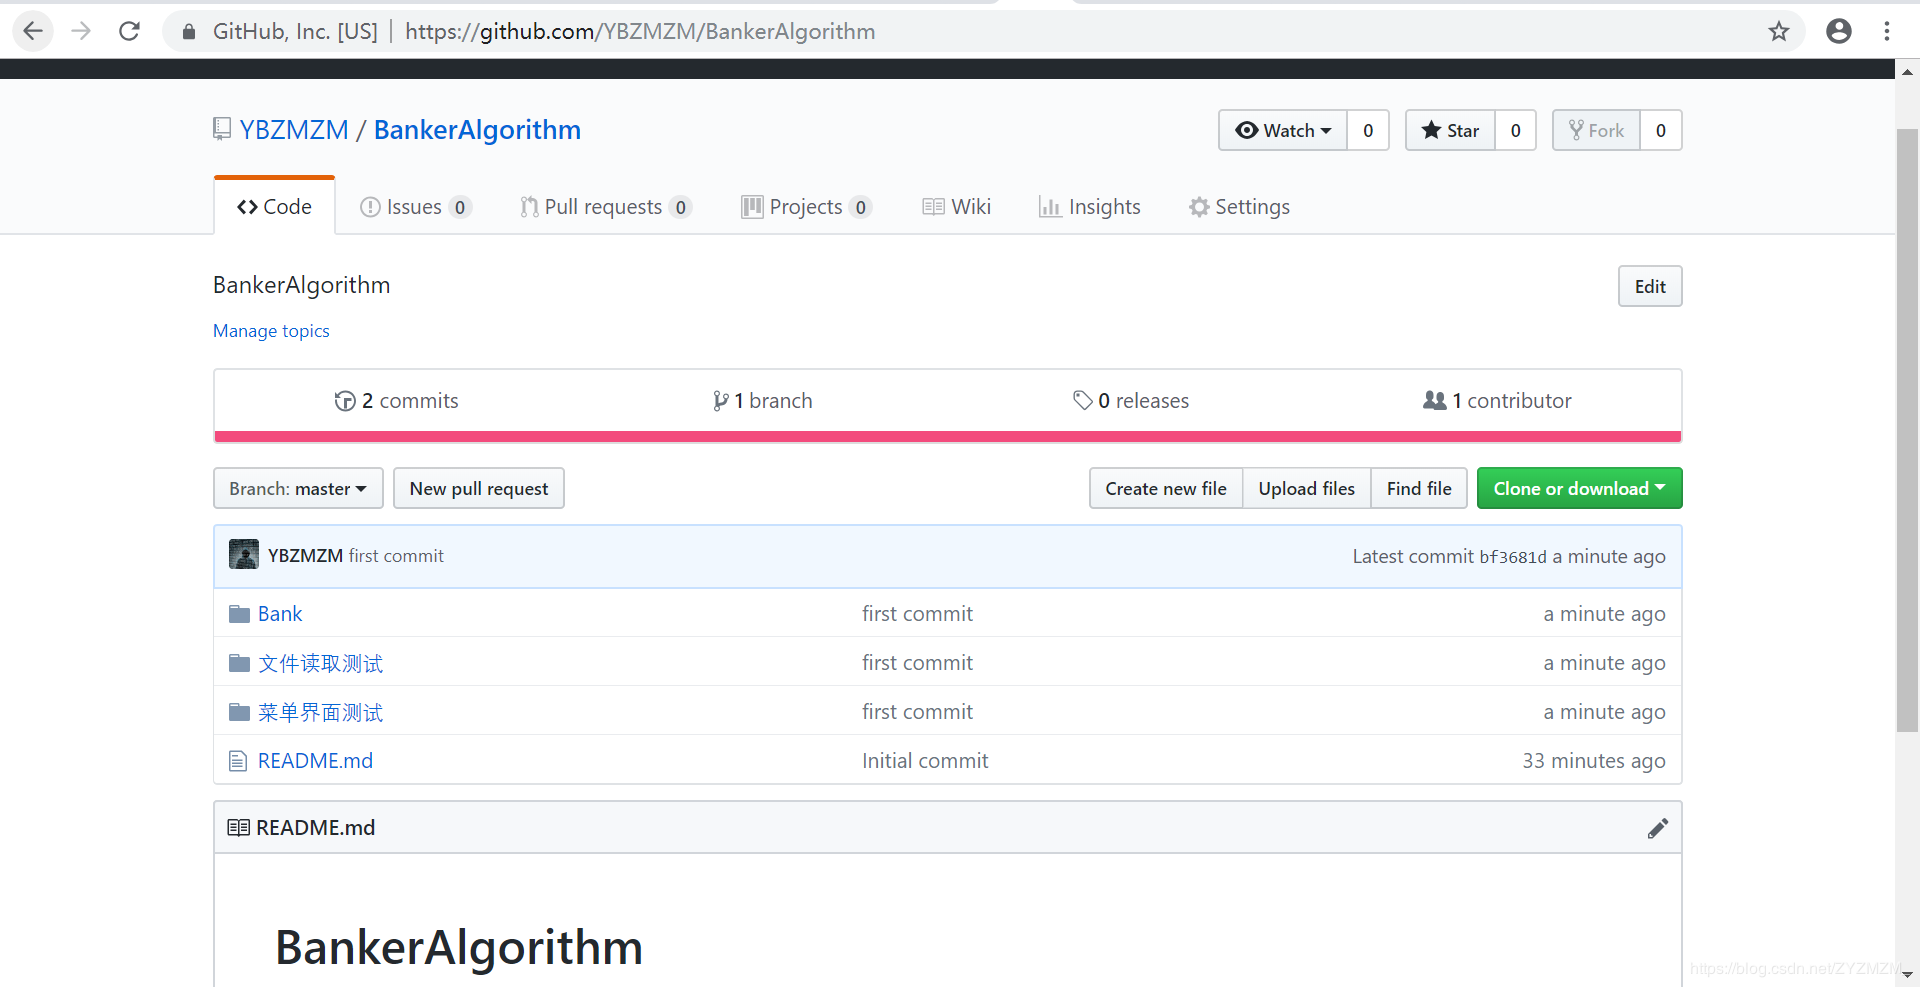 GitHub, Inc. [US] | https://github.com/YBZMZM/BankerAlgorithm
YBZMZM / BankerAlgorithm
Watch 0 Star 0 Fork 0
Code Issues 0 Pull requests 0 Projects 0 Wiki Insights Settings
BankerAlgorithm
Edit
Manage topics
2 commits 1 branch 0 releases 1 contributor
Branch: master New pull request Create new file Upload files Find file Clone or download
YBZMZM first commit Latest commit bf3681d a minute ago
Bank first commit a minute ago
文件读取测试 first commit a minute ago
菜单界面测试 first commit a minute ago
README.md Initial commit 33 minutes ago
README.md
BankerAlgorithm
https://blog.csdn.net/ZYZMZM